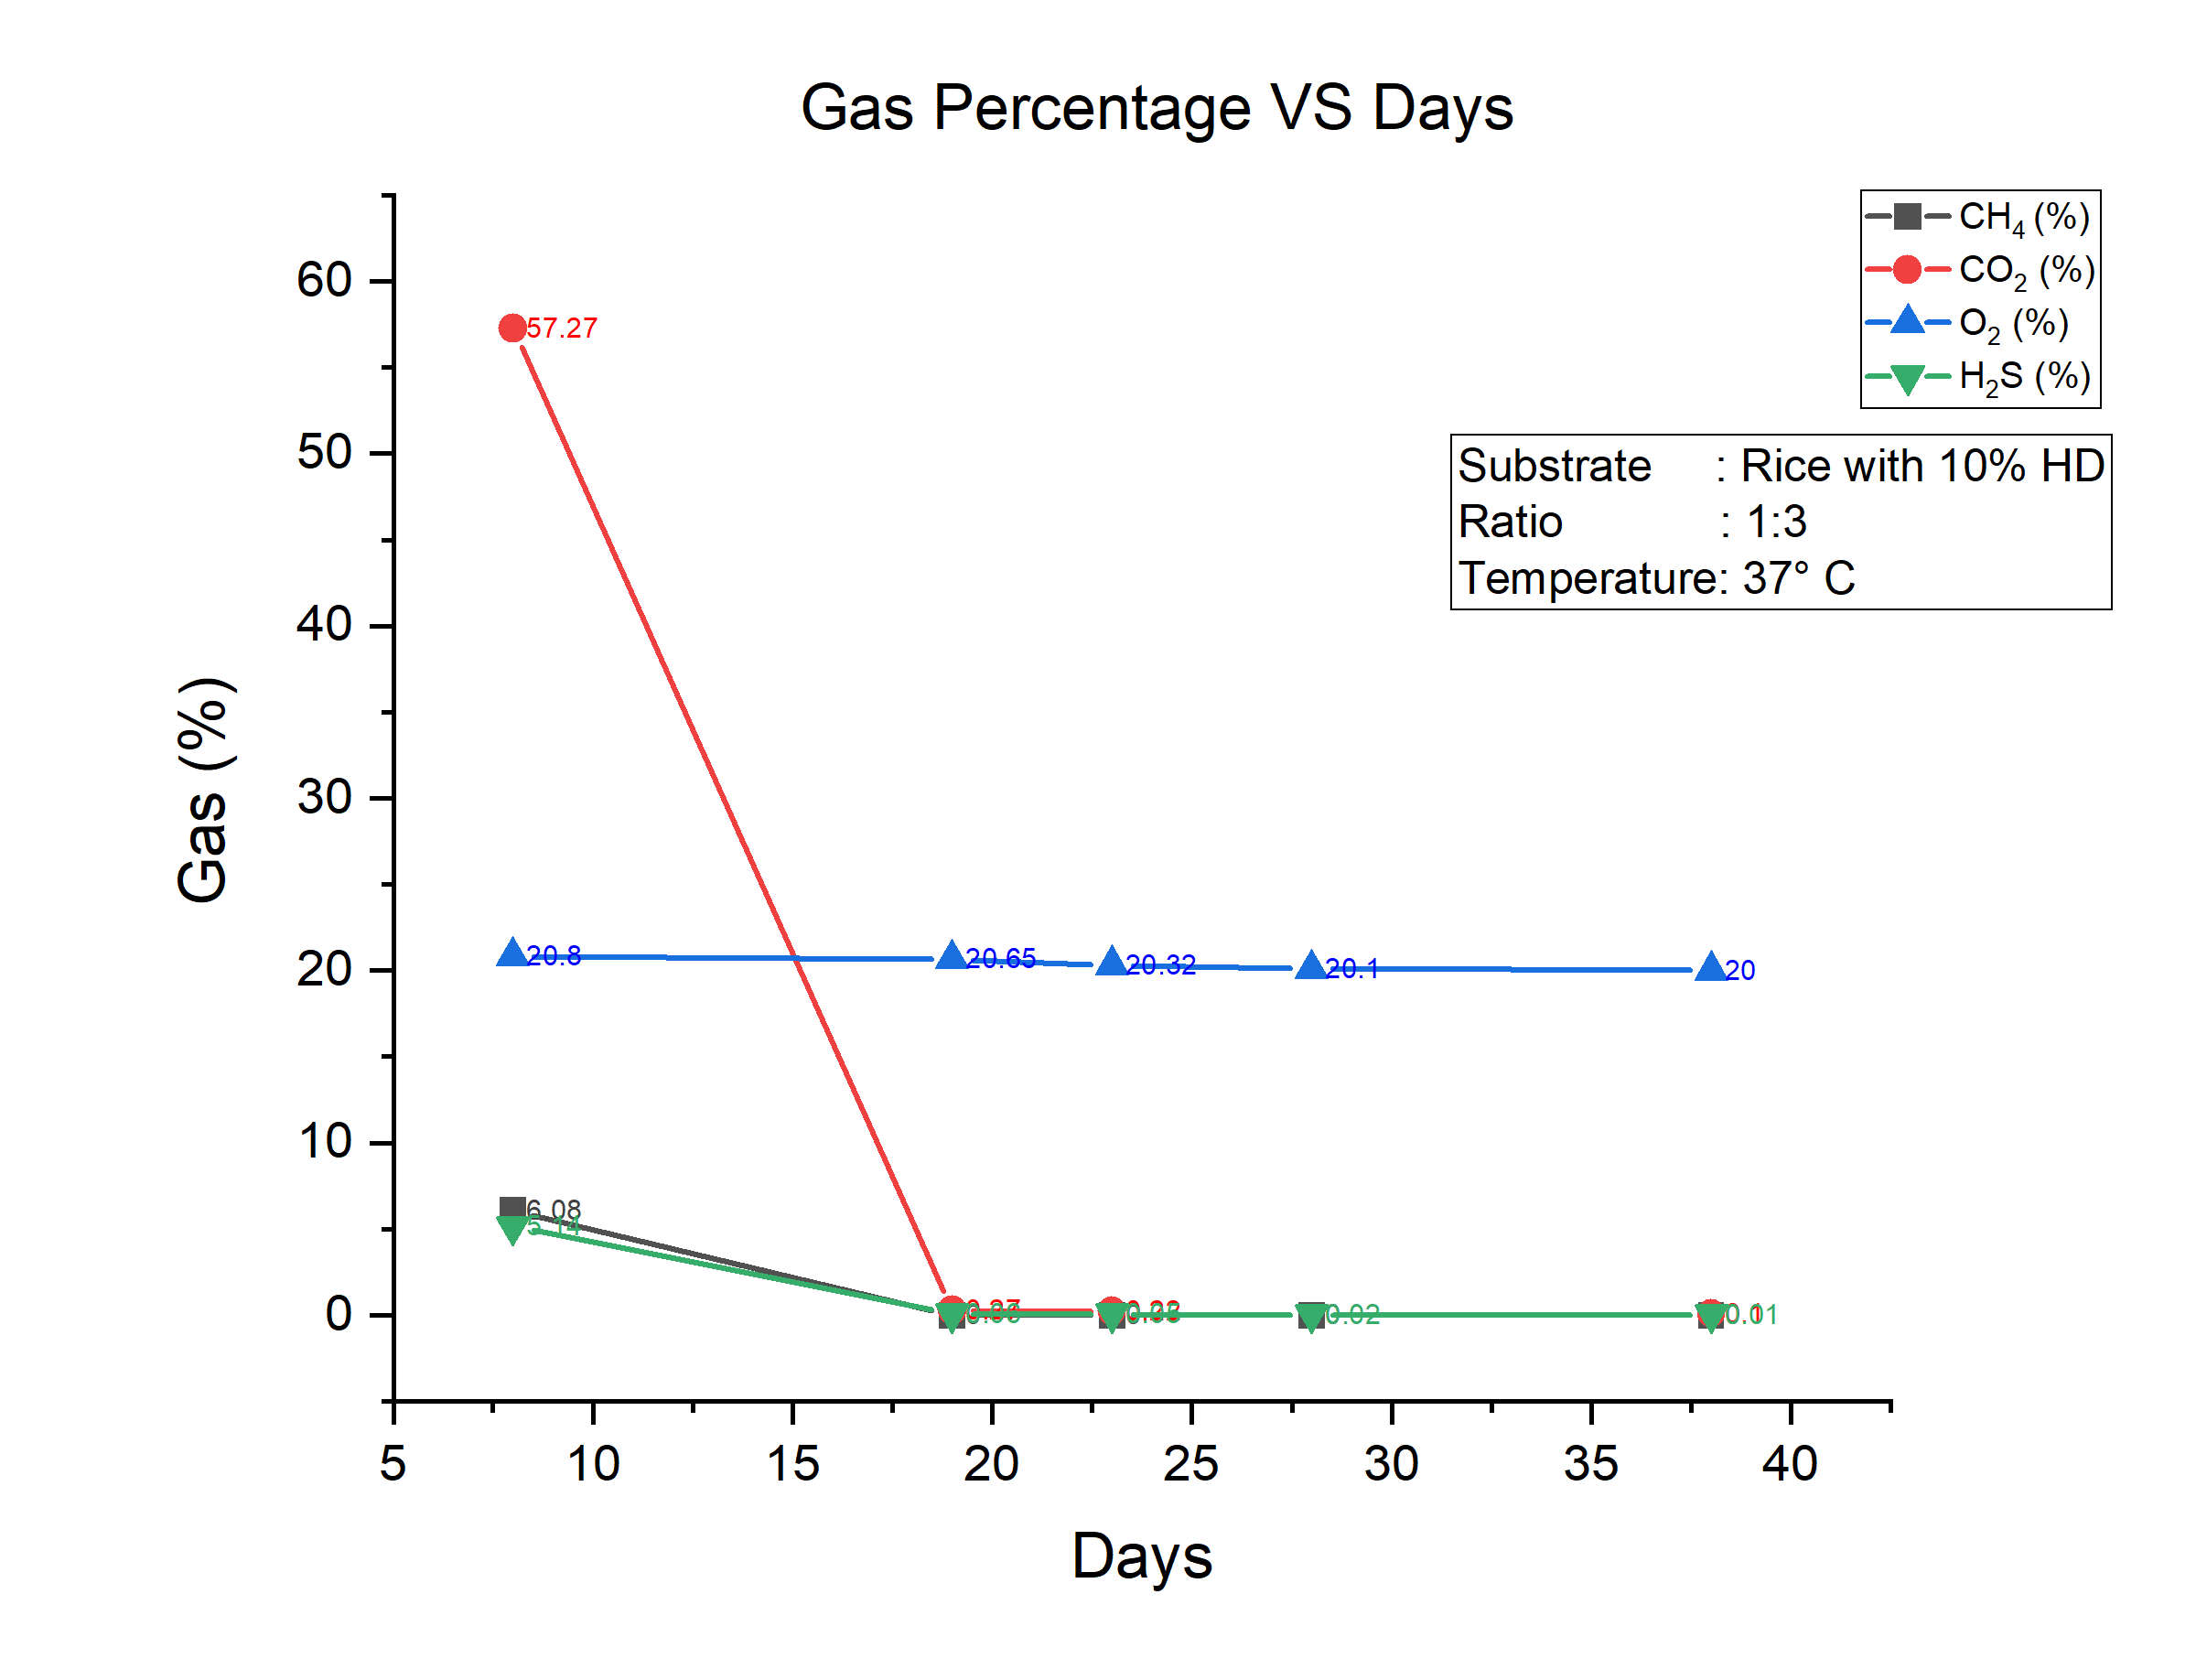 Gas Percentage VS Days
CH4 (%)
CO2 (%)
O2 (%)
H2S (%)
Substrate : Rice with 10% HD
Ratio : 1:3
Temperature: 37° C
Gas (%)
60
50
40
30
20
10
0
57.27
20.8
20.65
20.32
20.1
20
6.08
5.14
0.02
0.01
5
10
15
20
25
30
35
40
Days